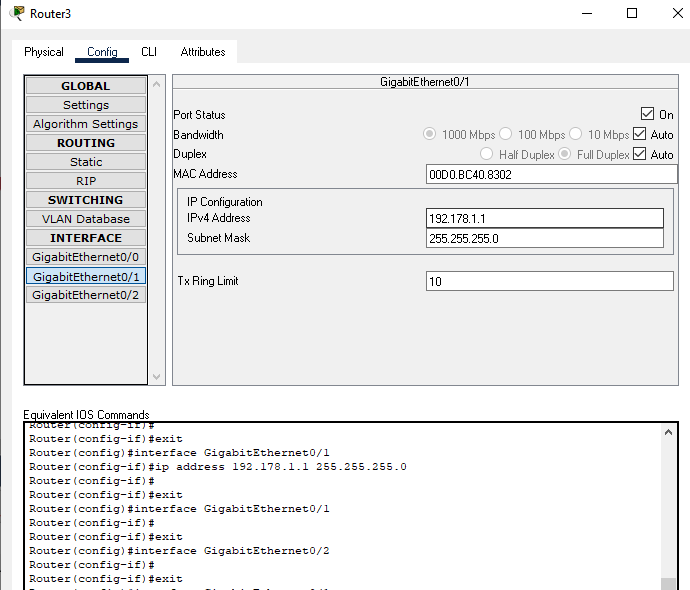 Router3
Physical Config CLI Attributes
GLOBAL
Settings
Algorithm Settings
ROUTING
Static
RIP
SWITCHING
VLAN Database
INTERFACE
GigabitEthernet0/0
GigabitEthernet0/1
GigabitEthernet0/2
GigabitEthernet0/1
Port Status On
Bandwidth 1000 Mbps 100 Mbps 10 Mbps Auto
Duplex Half Duplex Full Duplex Auto
MAC Address 00D0.BC40.8302
IP Configuration
IPv4 Address 192.178.1.1
Subnet Mask 255.255.255.0
Tx Ring Limit 10
Equivalent IOS Commands
Router(config-if)#
Router(config-if)#exit
Router(config)#interface GigabitEthernet0/1
Router(config-if)#ip address 192.178.1.1 255.255.255.0
Router(config-if)#
Router(config-if)#exit
Router(config)#interface GigabitEthernet0/1
Router(config-if)#
Router(config-if)#exit
Router(config)#interface GigabitEthernet0/2
Router(config-if)#
Router(config-if)#exit